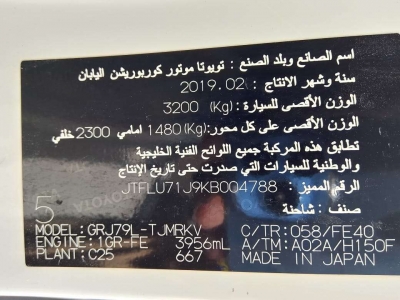 اسم الصانع وبلد الصنع : تويوتا موتور كوربوريشن اليابان
سنة وشهر الانتاج : 2019.02
الوزن الأقصى للسيارة : (Kg) 3200
الوزن الأقصى على كل محور: (Kg) 1480 امامي 2300 خلفي
تطابق هذه المركبة جميع اللوائح الفنية الخليجية
والوطنية للسيارات التي صدرت حتى تاريخ الإنتاج
الرقم المميز : JTFLU71J9KB004788
صنف : شاحنة
5
MODEL: GRJ79L-TJMRKV C/TR: 058/FE40
ENGINE: 1GR-FE 3956mL A/TM: A02A/H150F
PLANT: C25 667 MADE IN JAPAN